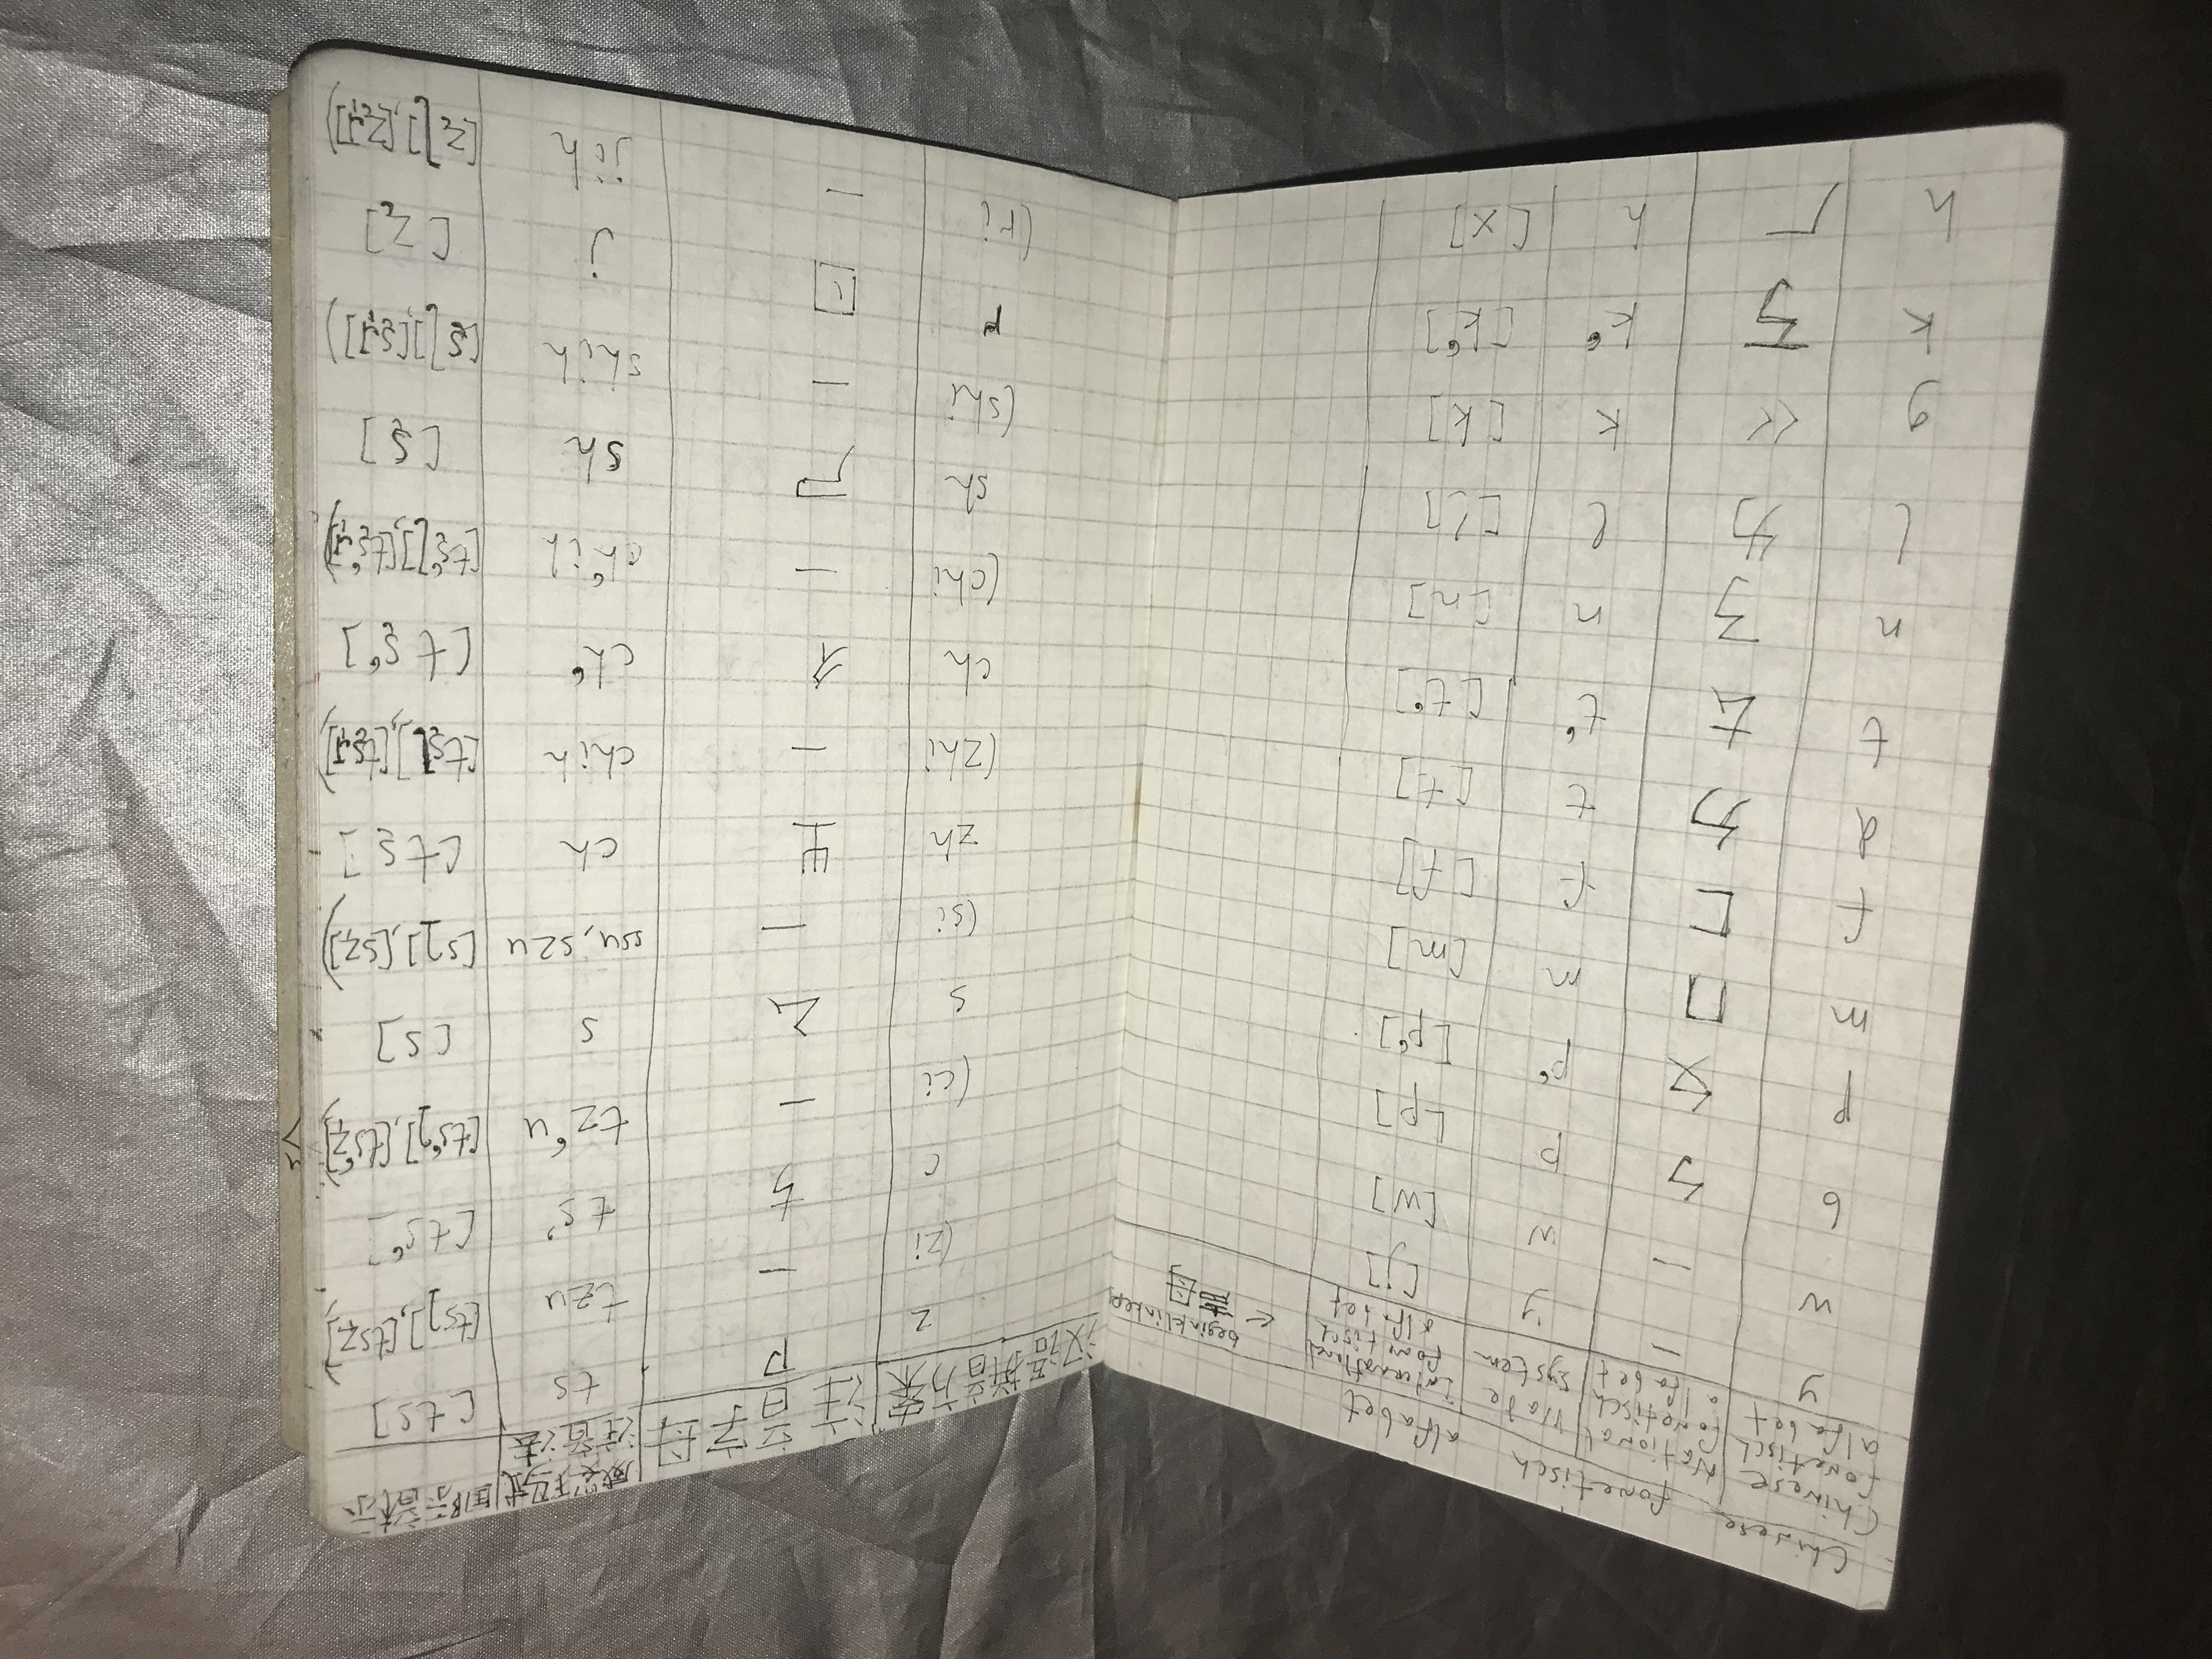 Chinese fonetisch alfabet
Chinese fonetisch alfabet
National fonetisch alfabet
Wade system
International fonetisch alfabet
← beginklinken
声母
y — y [j]
w — w [w]
b ㄅ p [p]
p ㄆ p‘ [p‘]
m ㄇ m [m]
f ㄈ f [f]
d ㄉ t [t]
t ㄊ t‘ [t‘]
n ㄋ n [n]
l ㄌ l [l]
g ㄍ k [k]
k ㄎ k‘ [k‘]
h ㄏ h [x]
汉语拼音方案
注音字母
威妥玛式注音法
国际音标
z ㄗ ts [ts]
(zi — tzu [tsɿ],[tsz̩])
c ㄘ ts’ [ts‘]
(ci — tz‘u [ts‘ɿ],[ts‘z̩])
s ㄙ s [s]
(si — ssu, szu [sɿ],[sz̩])
zh ㄓ ch [tʂ]
(zhi — chih [tʂʅ],[tʂʐ̩])
ch ㄔ ch‘ [tʂ‘]
(chi — ch‘ih [tʂ‘ʅ],[tʂ‘ʐ̩])
sh ㄕ sh [ʂ]
(shi — shih [ʂʅ],[ʂʐ̩])
r ㄖ j [ʐ]
(ri — jih [ʐʅ],[ʐʐ̩])